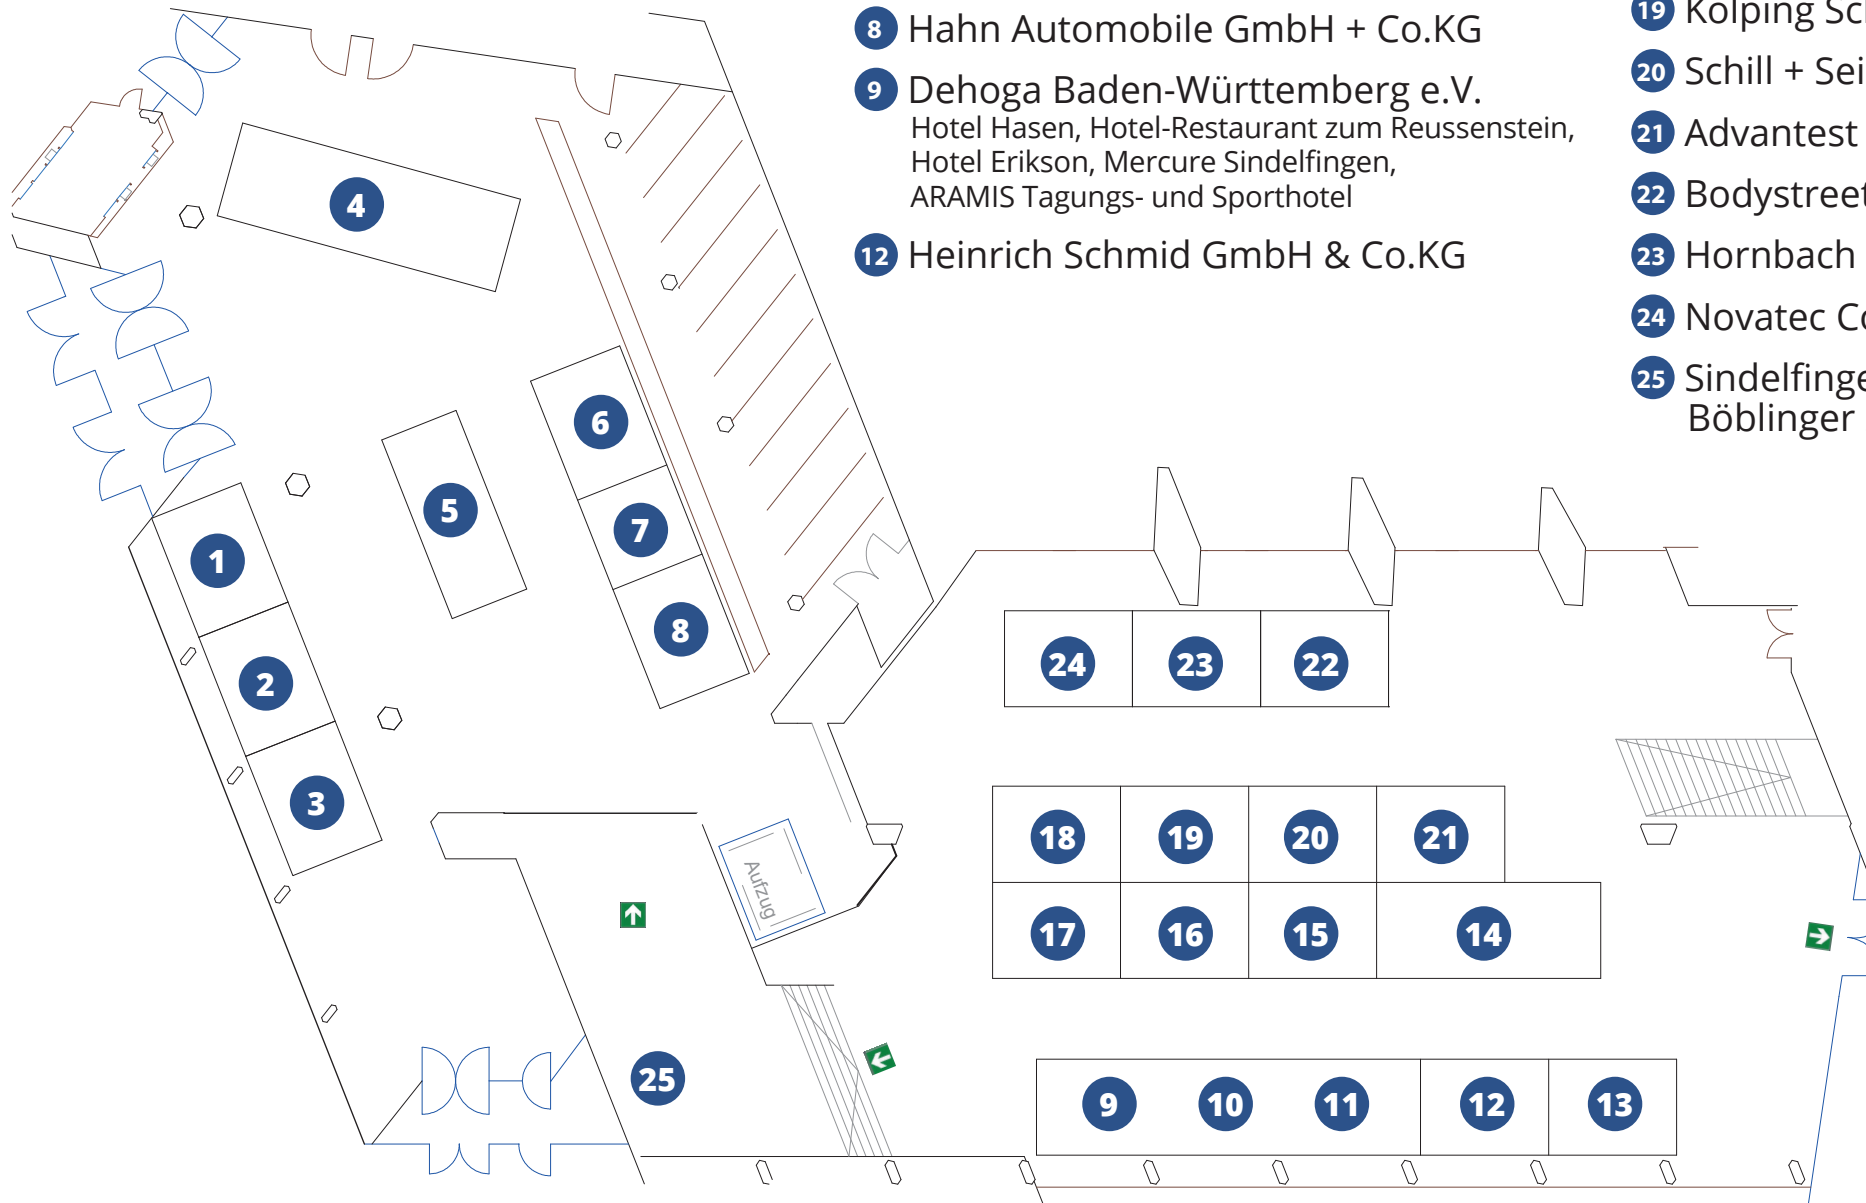 8 Hahn Automobile GmbH + Co.KG
9 Dehoga Baden-Württemberg e.V.
Hotel Hasen, Hotel-Restaurant zum Reussenstein,
Hotel Erikson, Mercure Sindelfingen,
ARAMIS Tagungs- und Sporthotel
12 Heinrich Schmid GmbH & Co.KG
19 Kolping
20 Schill + Sei
21 Advantest
22 Bodystreet
23 Hornbach
24 Novatec Co
25 Sindelfinge
Böblinger
4
6
5
7
1
8
2
3
24 23 22
18 19 20 21
Aufzug
17 16 15 14
25
9 10 11 12 13